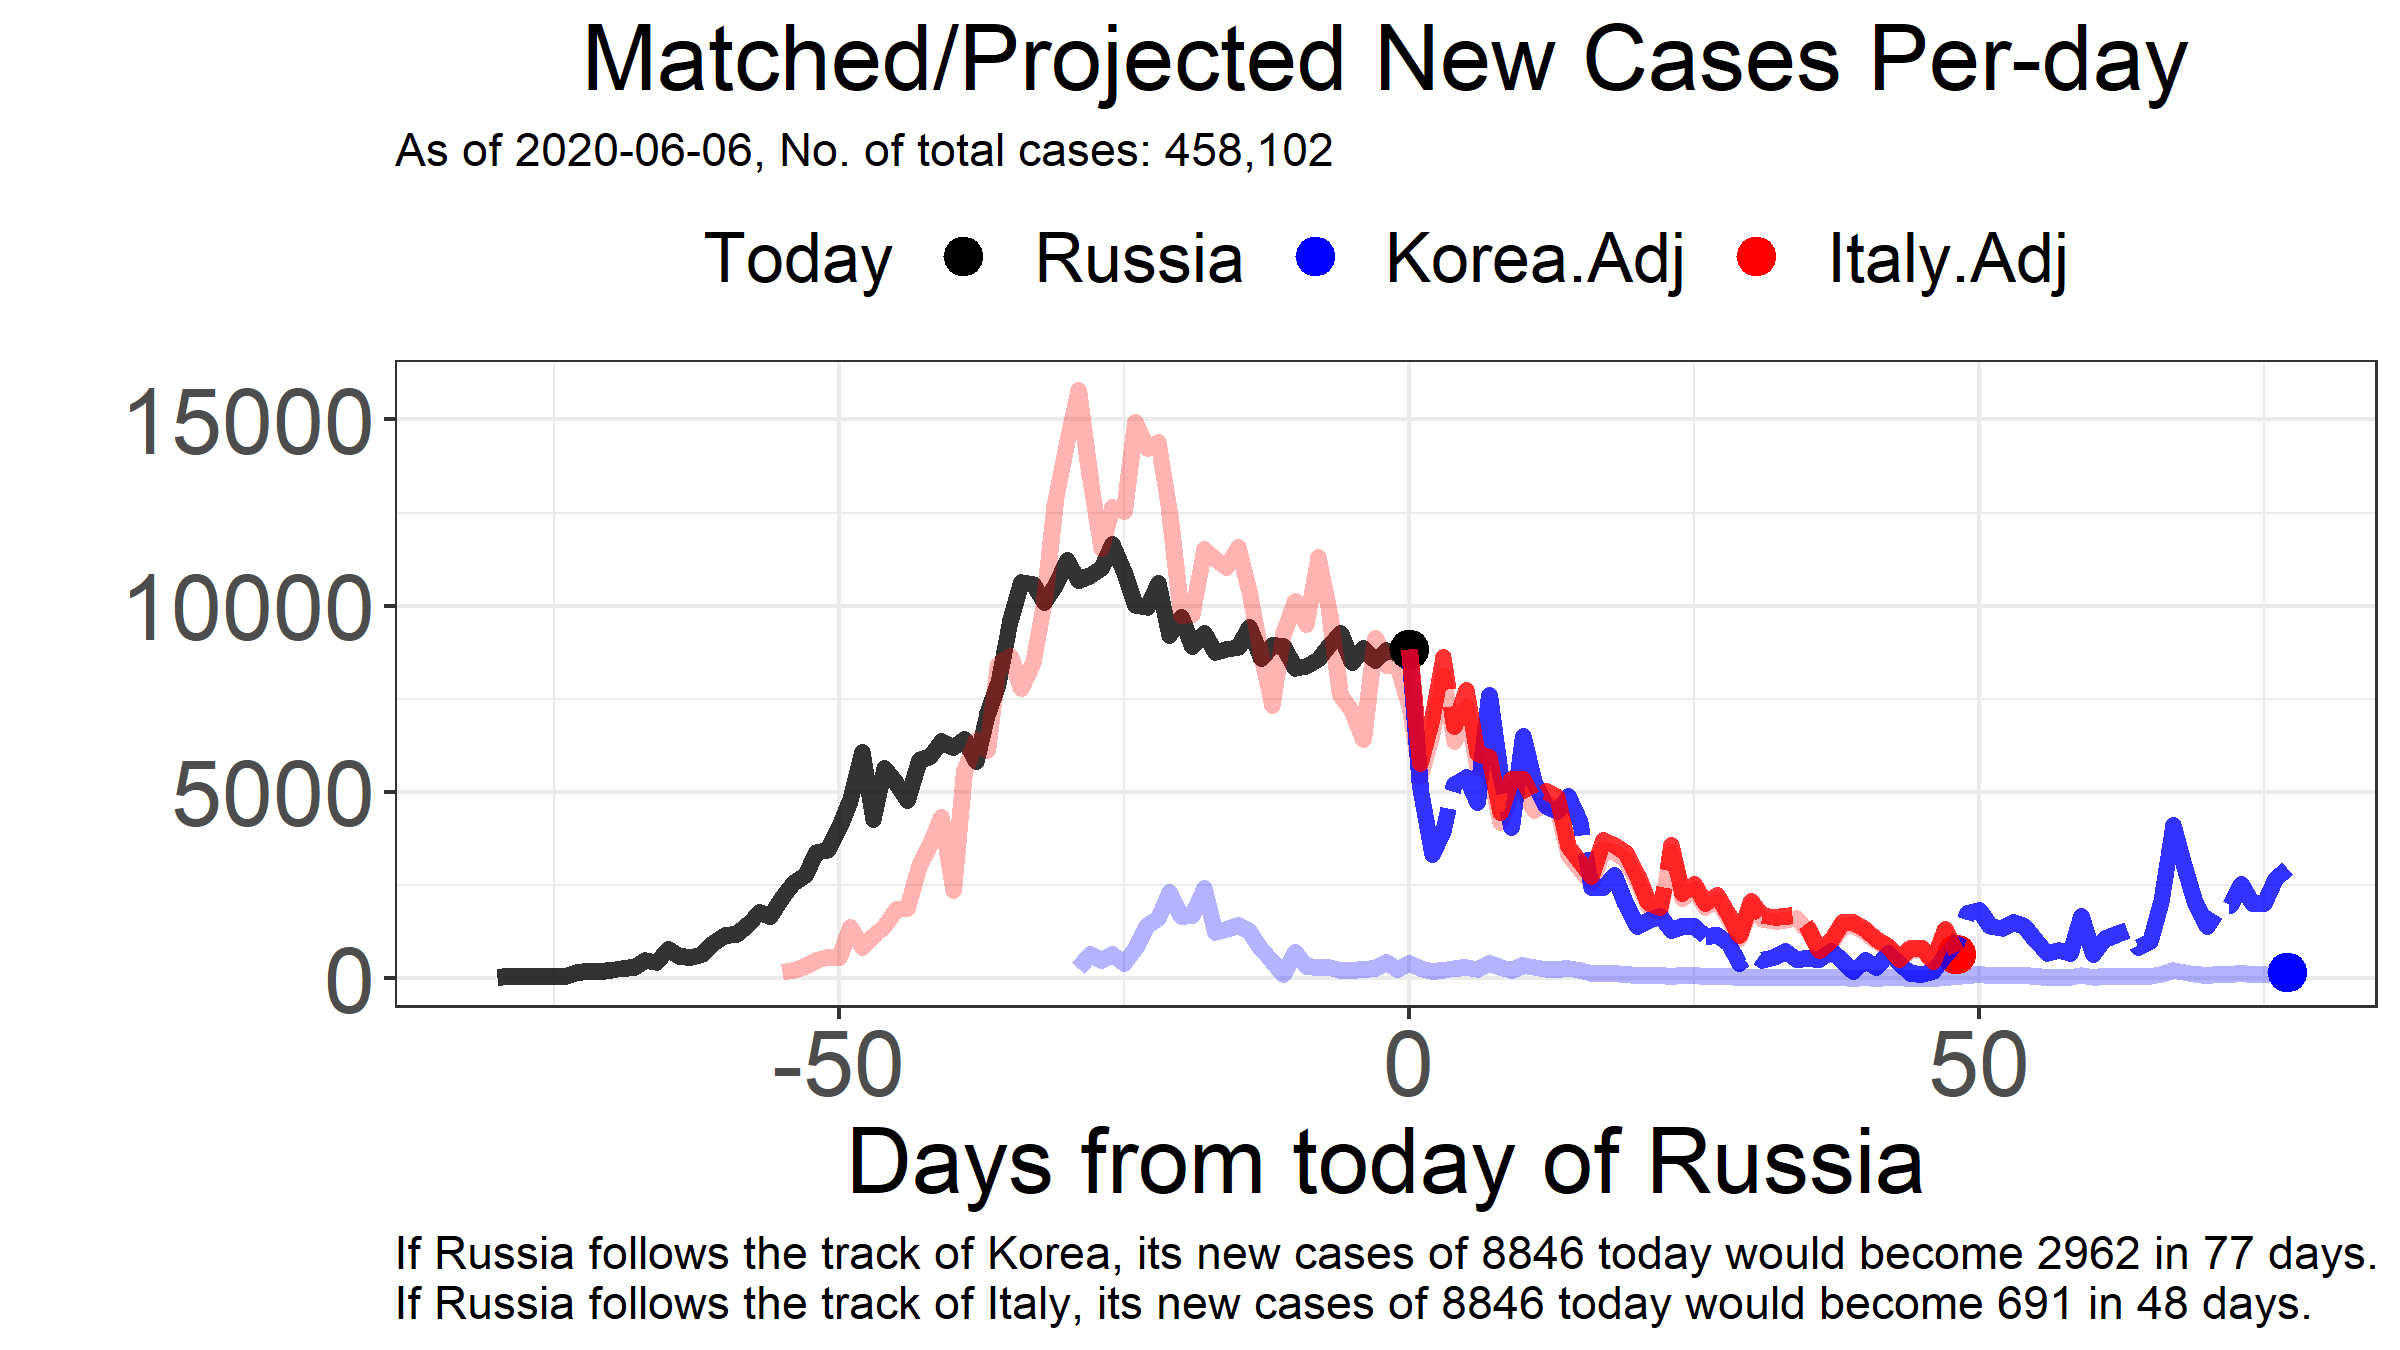 Matched/Projected New Cases Per-day
As of 2020-06-06, No. of total cases: 458,102
Today Russia Korea.Adj Italy.Adj
15000
10000
5000
0
-50 0 50
Days from today of Russia
If Russia follows the track of Korea, its new cases of 8846 today would become 2962 in 77 days.
If Russia follows the track of Italy, its new cases of 8846 today would become 691 in 48 days.